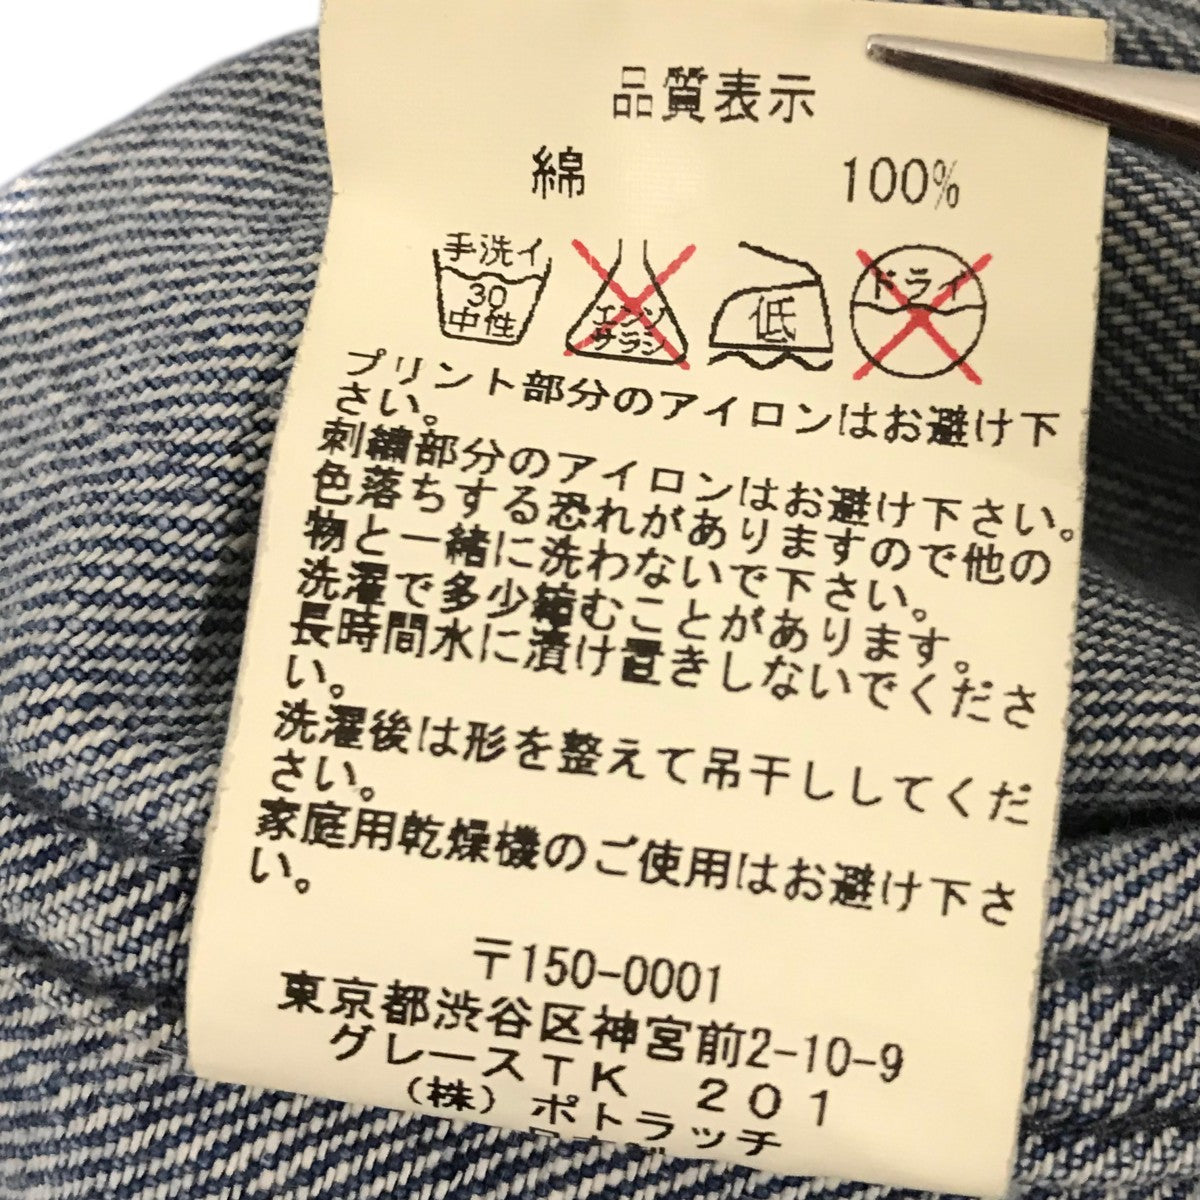 品質表示
綿 100%
手洗イ
30
中性
エンソ
サラシ
低
ドライ
プリント部分のアイロンはお避け下
さい。
刺繍部分のアイロンはお避け下さい。
色落ちする恐れがありますので他の
物と一緒に洗わないで下さい。
洗濯で多少縮むことがあります。
長時間水に漬け置きしないでくださ
い。
洗濯後は形を整えて吊干ししてくだ
さい。
家庭用乾燥機のご使用はお避け下さ
い。
〒150-0001
東京都渋谷区神宮前2-10-9
グレースTK 201
(株) ポトラッチ